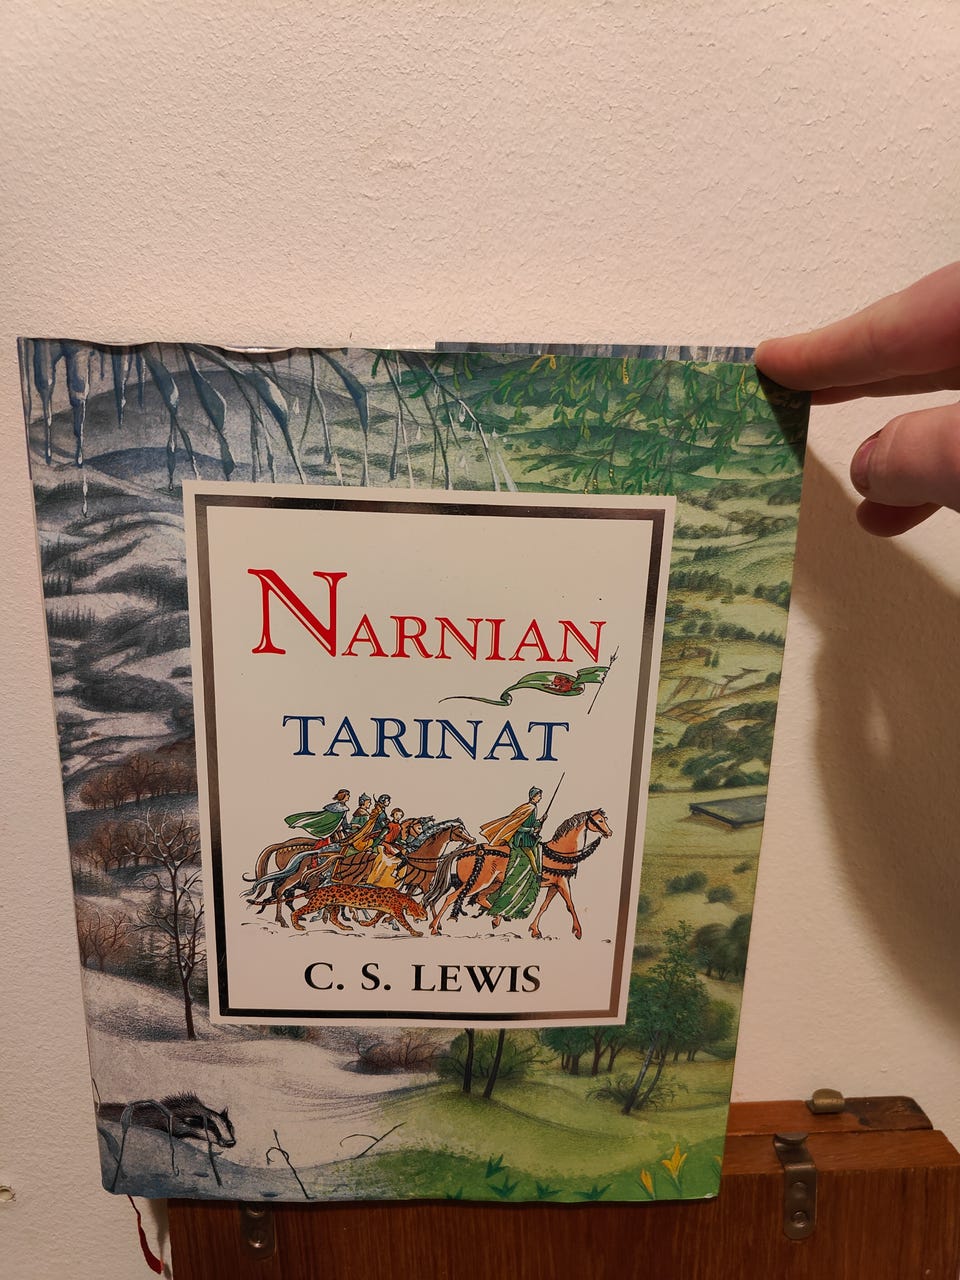 NARNIAN
TARINAT
C. S. LEWIS